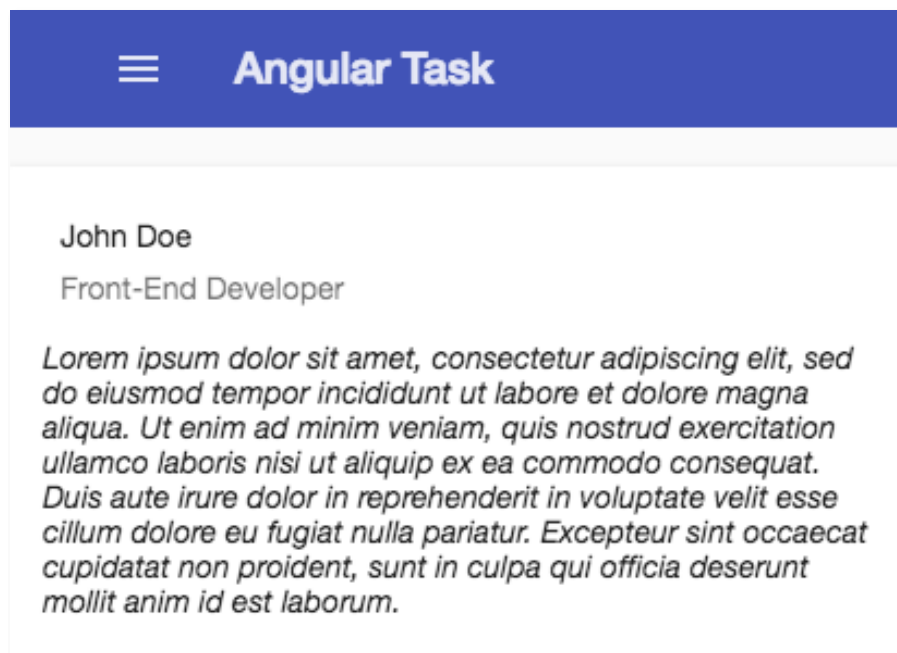 Angular Task
John Doe
Front-End Developer
Lorem ipsum dolor sit amet, consectetur adipiscing elit, sed
do eiusmod tempor incididunt ut labore et dolore magna
aliqua. Ut enim ad minim veniam, quis nostrud exercitation
ullamco laboris nisi ut aliquip ex ea commodo consequat.
Duis aute irure dolor in reprehenderit in voluptate velit esse
cillum dolore eu fugiat nulla pariatur. Excepteur sint occaecat
cupidatat non proident, sunt in culpa qui officia deserunt
mollit anim id est laborum.